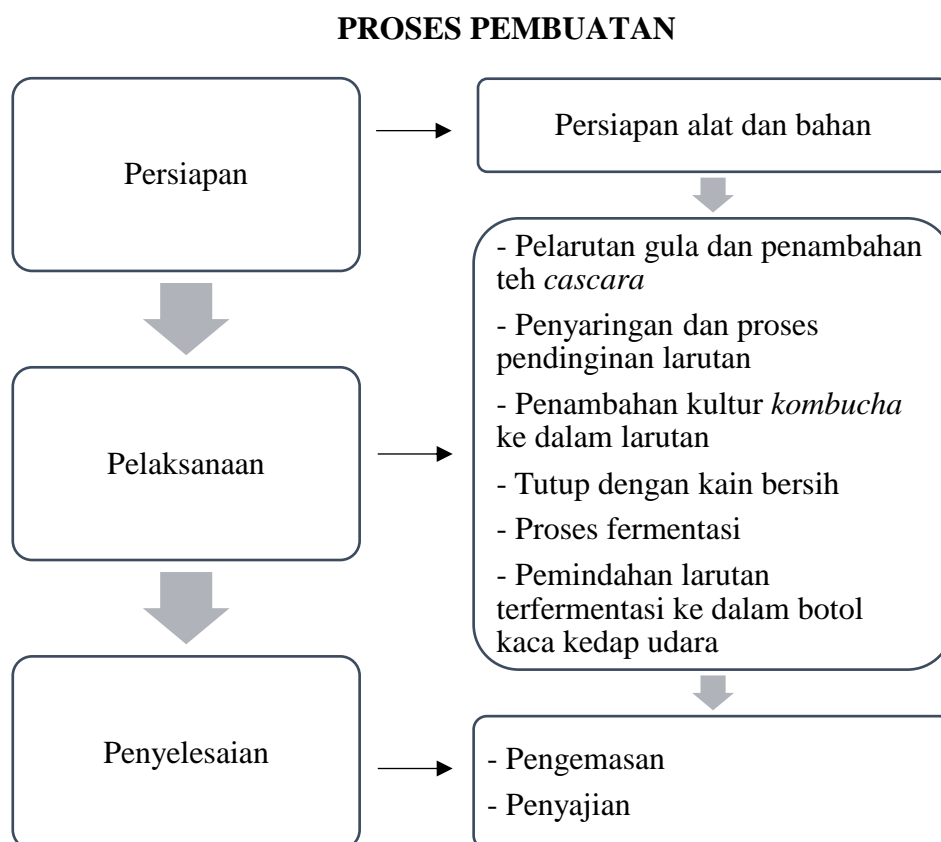 PROSES PEMBUATAN
Persiapan
Persiapan alat dan bahan
Pelaksanaan
- Pelarutan gula dan penambahan
teh cascara
- Penyaringan dan proses
pendinginan larutan
- Penambahan kultur kombucha
ke dalam larutan
- Tutup dengan kain bersih
- Proses fermentasi
- Pemindahan larutan
terfermentasi ke dalam botol
kaca kedap udara
Penyelesaian
- Pengemasan
- Penyajian